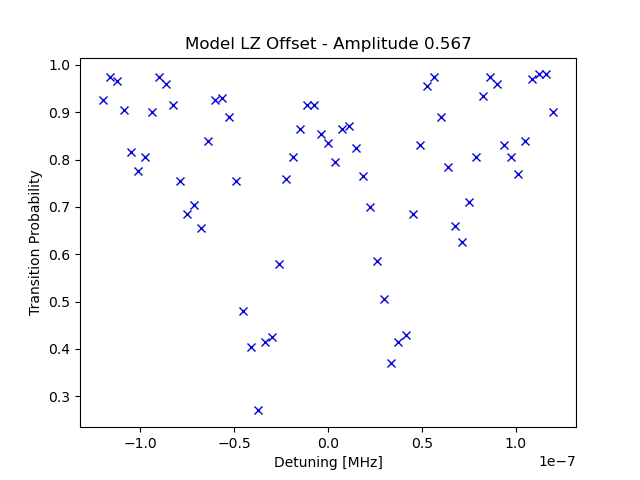 Model LZ Offset - Amplitude 0.567
1.0
0.9
0.8
0.7
0.6
0.5
0.4
0.3
Transition Probability
−1.0 −0.5 0.0 0.5 1.0
1e−7
Detuning [MHz]